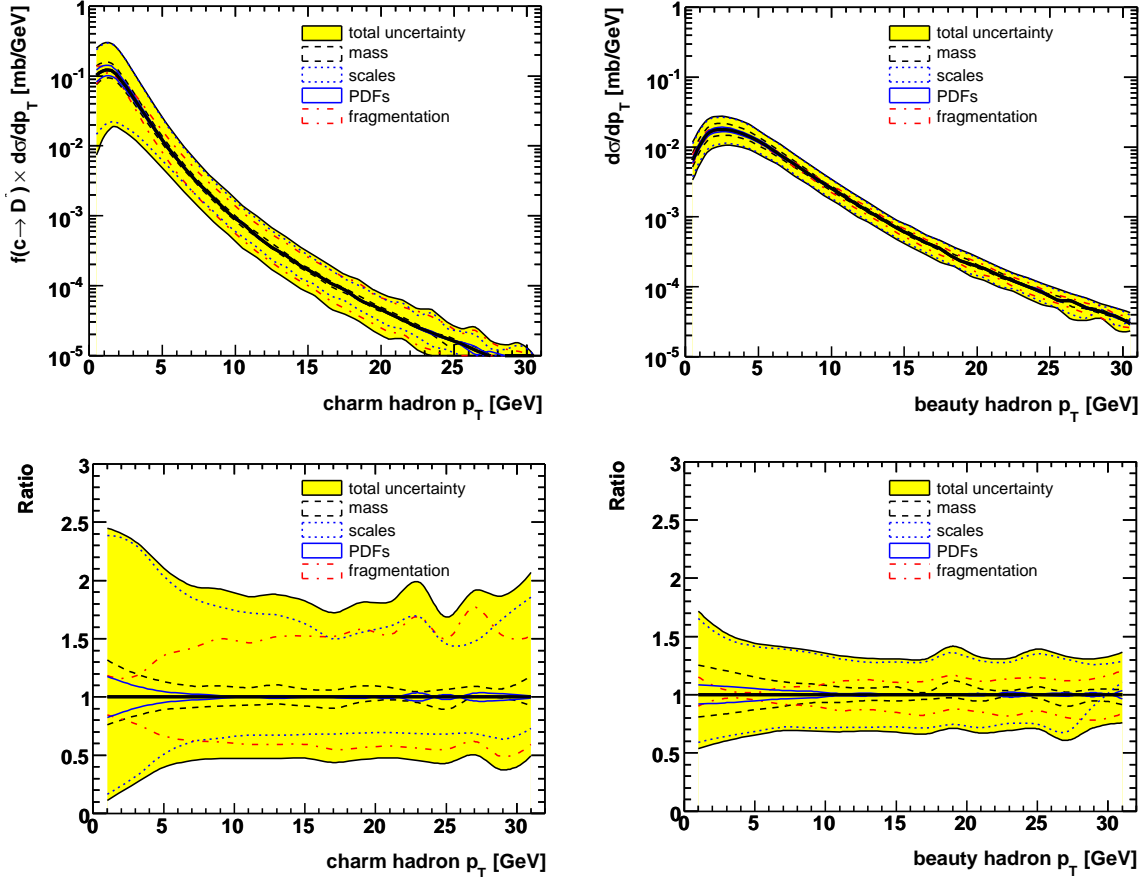 f(c→ D*) × dσ/dp_T [mb/GeV]
1
10^-1
10^-2
10^-3
10^-4
10^-5
total uncertainty
mass
scales
PDFs
fragmentation
0 5 10 15 20 25 30
charm hadron p_T [GeV]
dσ/dp_T [mb/GeV]
1
10^-1
10^-2
10^-3
10^-4
10^-5
total uncertainty
mass
scales
PDFs
fragmentation
0 5 10 15 20 25 30
beauty hadron p_T [GeV]
Ratio
3
2.5
2
1.5
1
0.5
0
total uncertainty
mass
scales
PDFs
fragmentation
0 5 10 15 20 25 30
charm hadron p_T [GeV]
Ratio
3
2.5
2
1.5
1
0.5
0
total uncertainty
mass
scales
PDFs
fragmentation
0 5 10 15 20 25 30
beauty hadron p_T [GeV]